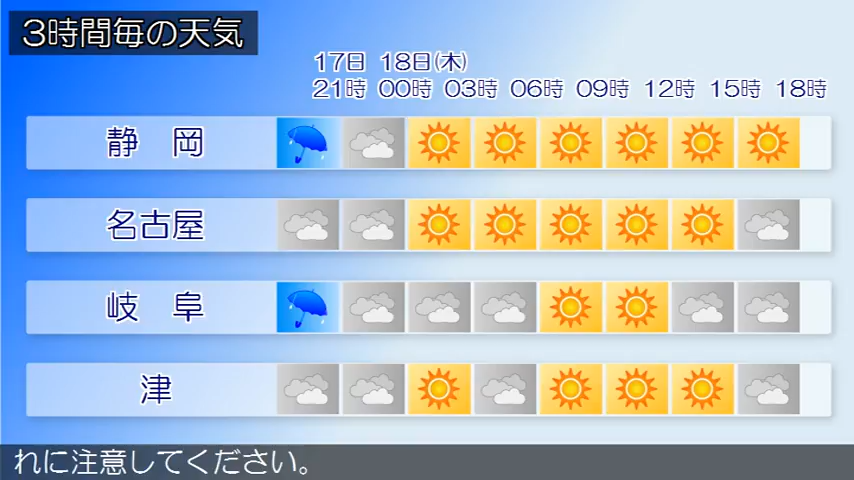 3時間毎の天気
17日 18日(木)
21時 00時 03時 06時 09時 12時 15時 18時
静岡
名古屋
岐阜
津
れに注意してください。